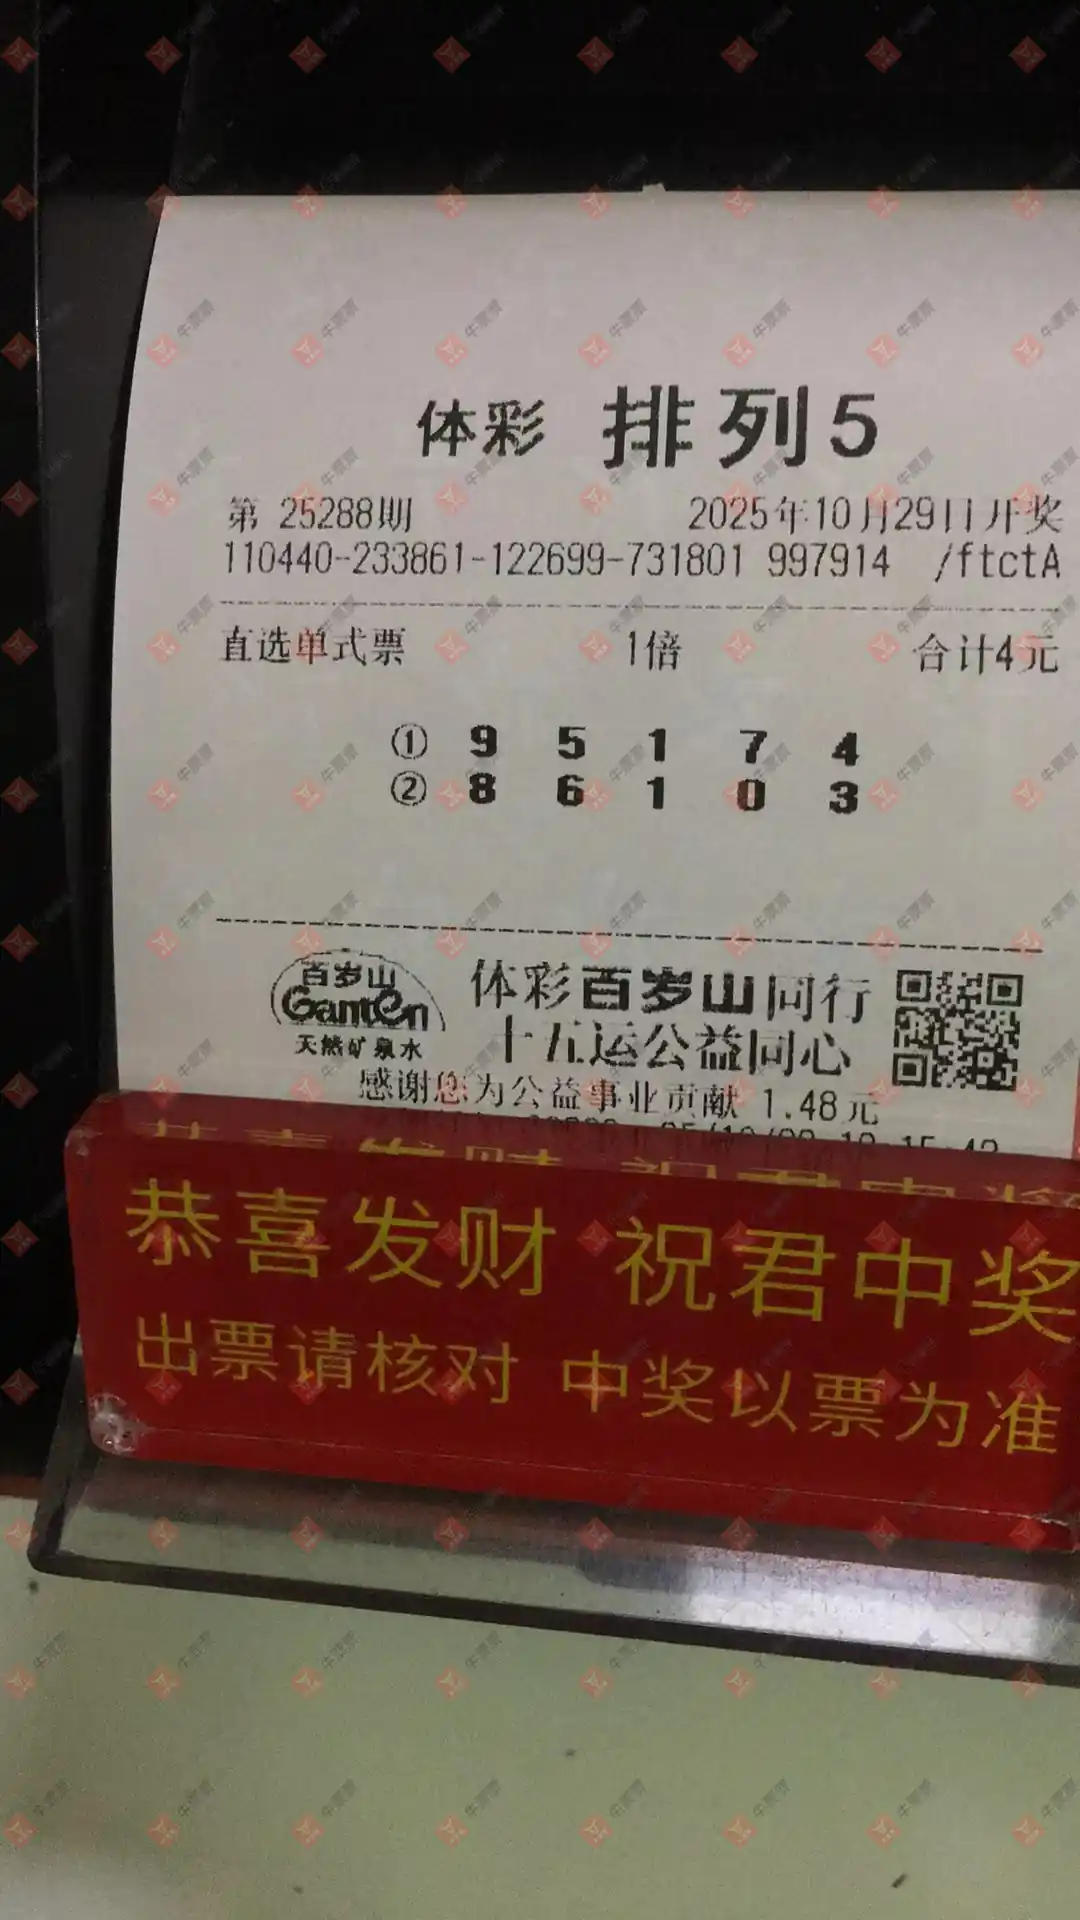 体彩 排列5
第 25288期 2025年10月29日开奖
110440-233861-122699-731801 997914 /ftctA
直选单式票 1倍 合计4元
① 9 5 1 7 4
② 8 6 1 0 3
百岁山
Ganten
天然矿泉水
体彩百岁山同行
十五运公益同心
感谢您为公益事业贡献 1.48元
恭喜发财 祝君中奖
出票请核对 中奖以票为准
牛票票